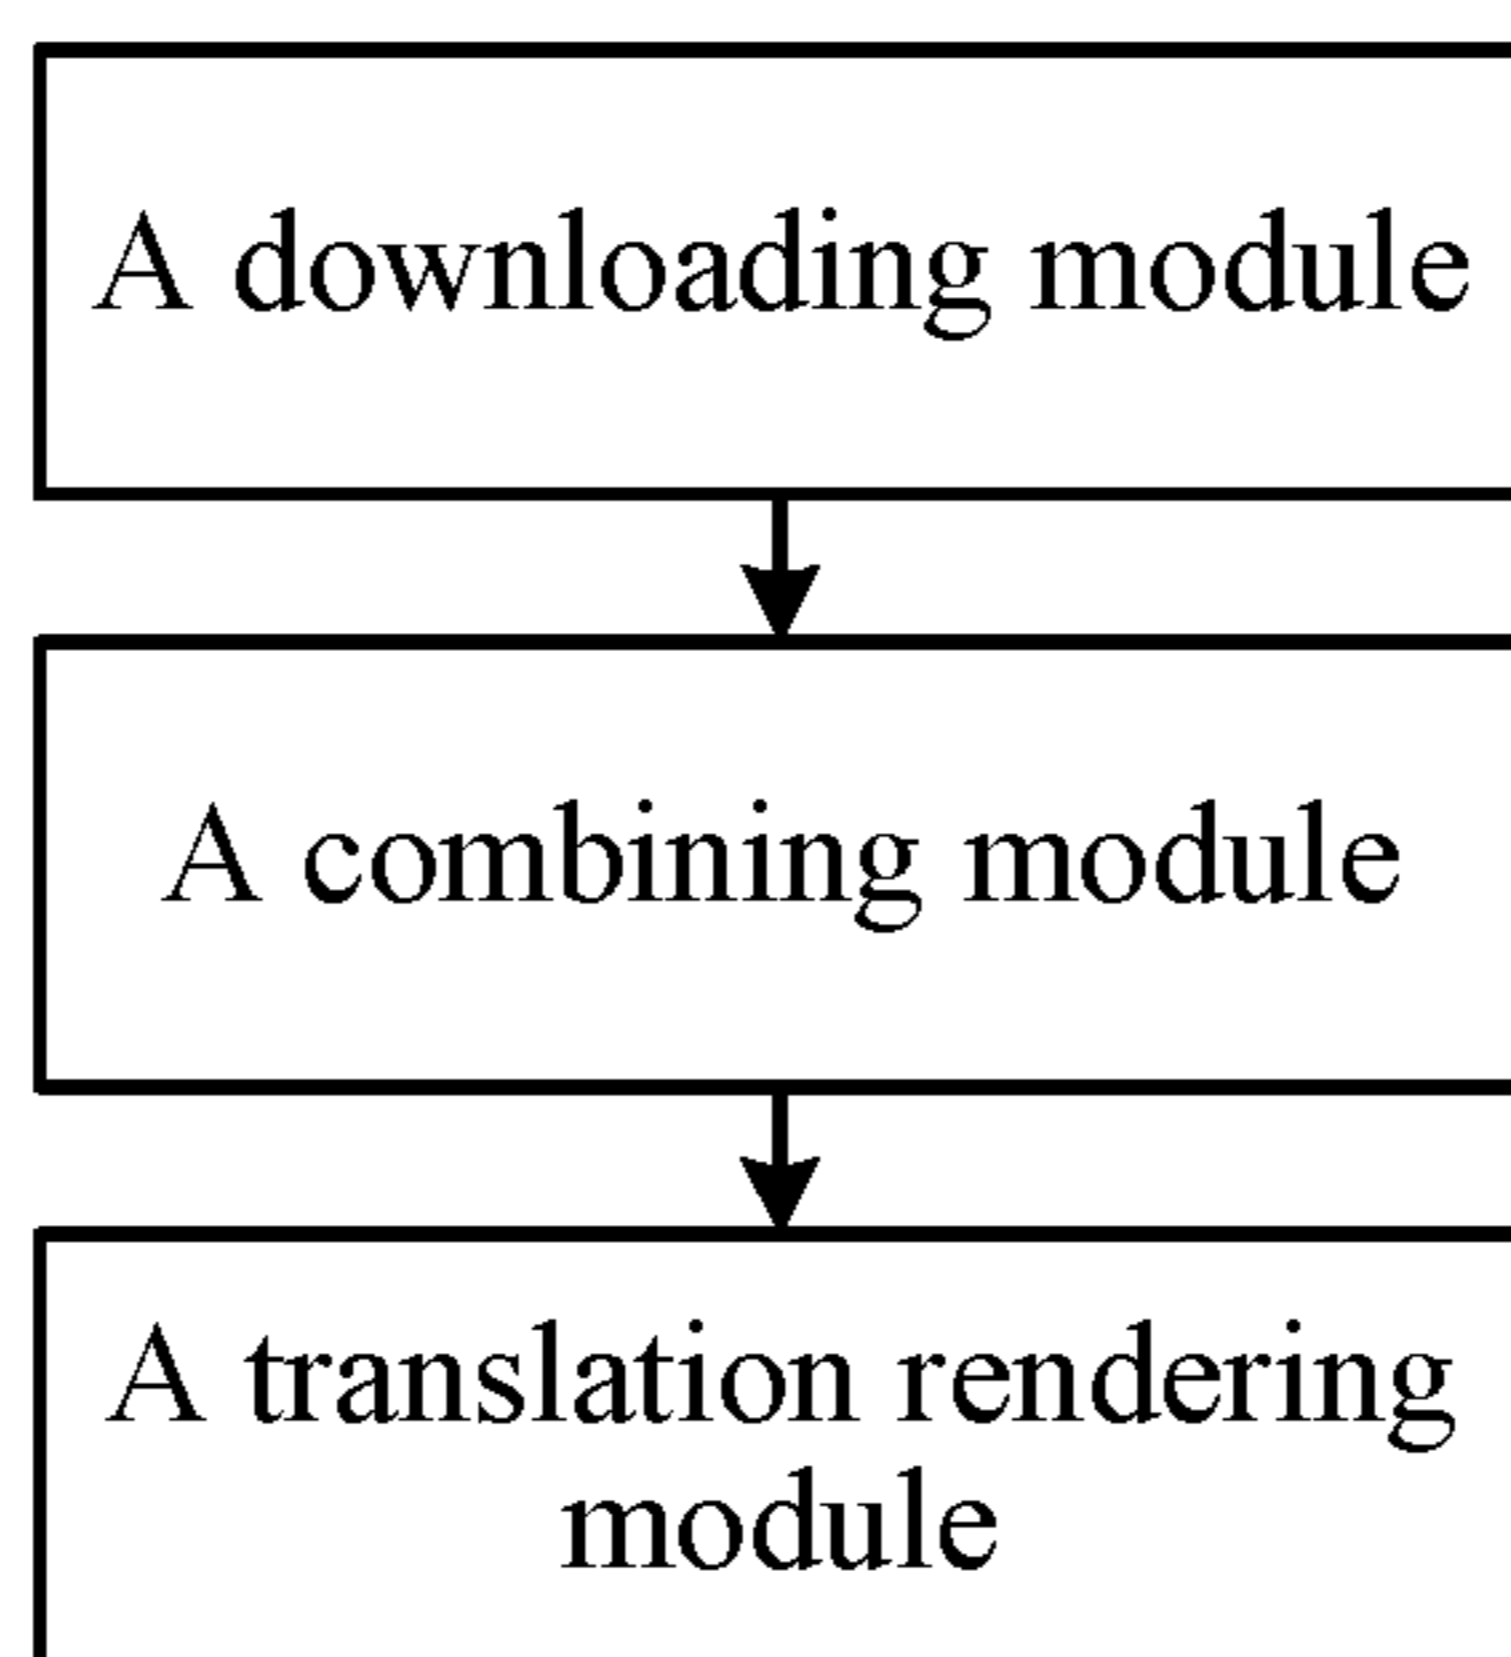 A downloading module
A combining module
A translation rendering
module